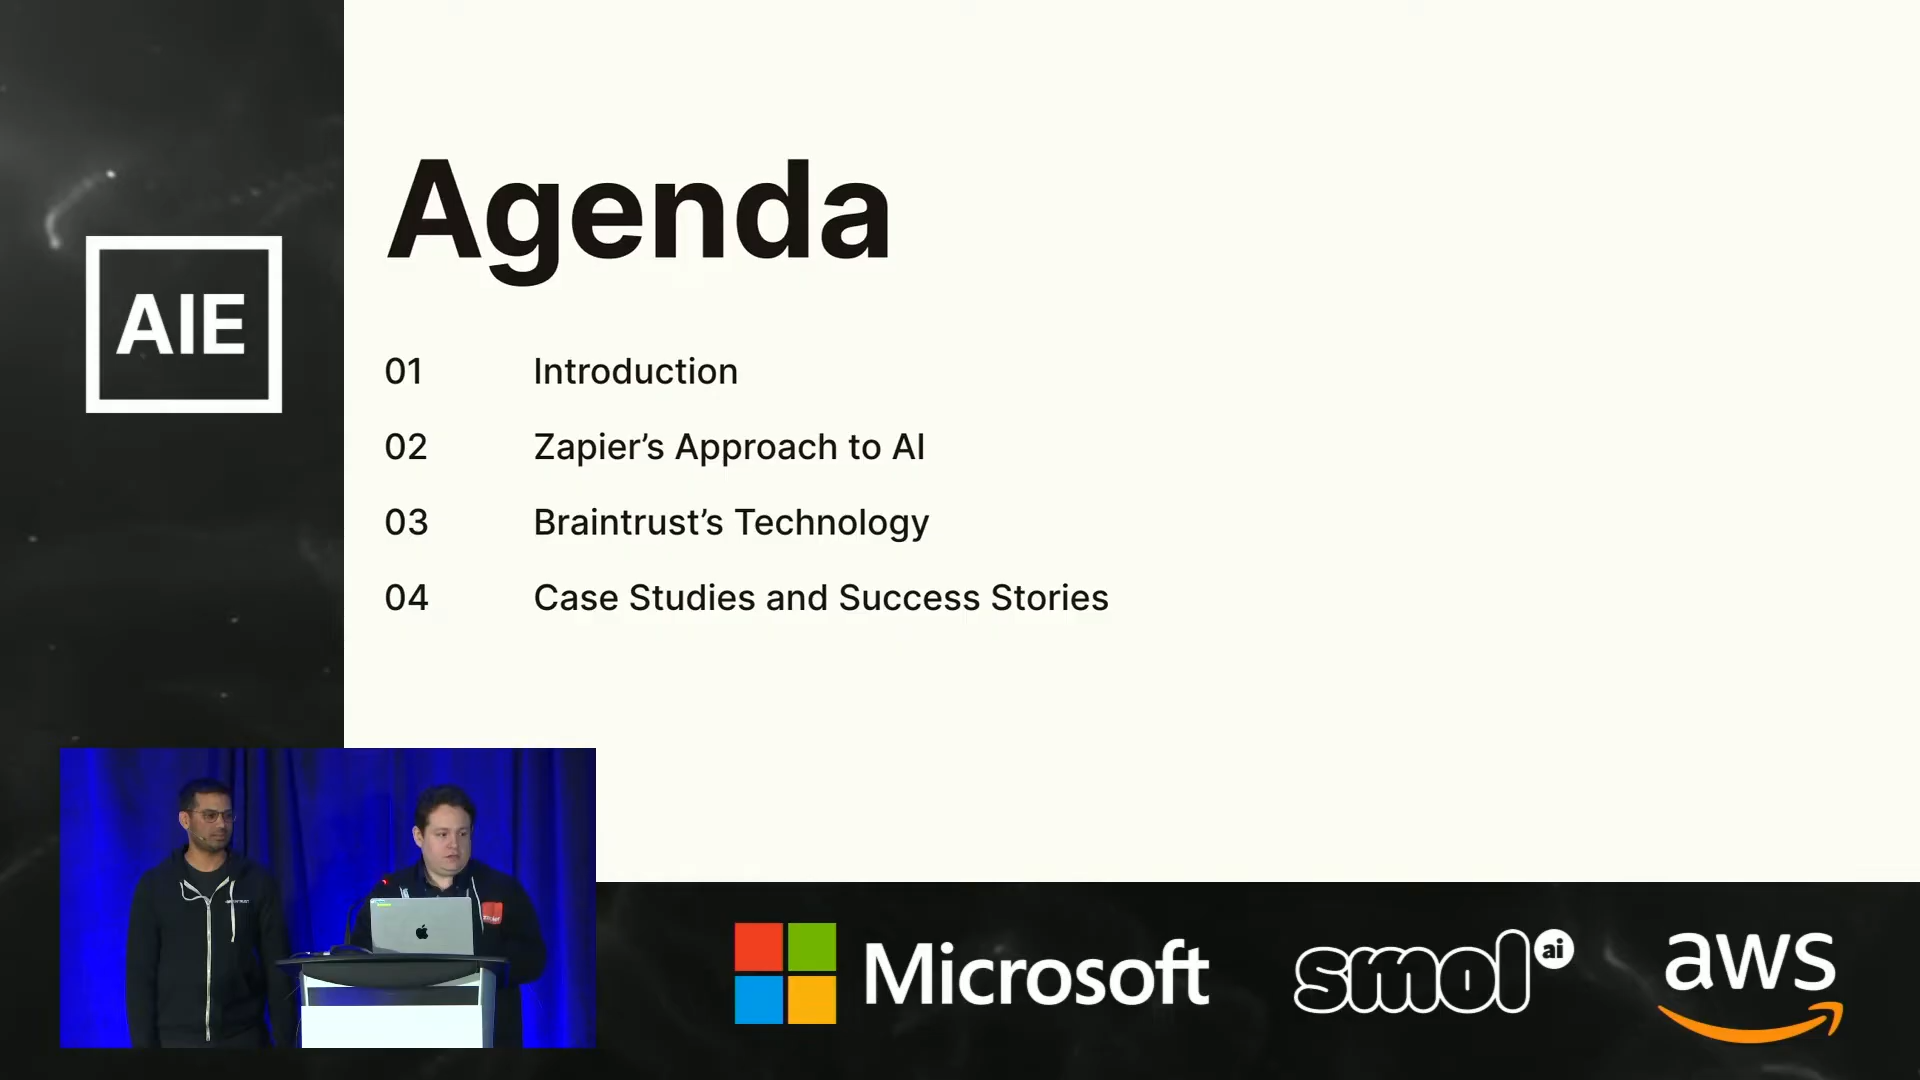 AIE
Agenda
01 Introduction
02 Zapier’s Approach to AI
03 Braintrust’s Technology
04 Case Studies and Success Stories
Microsoft
smol ai
aws